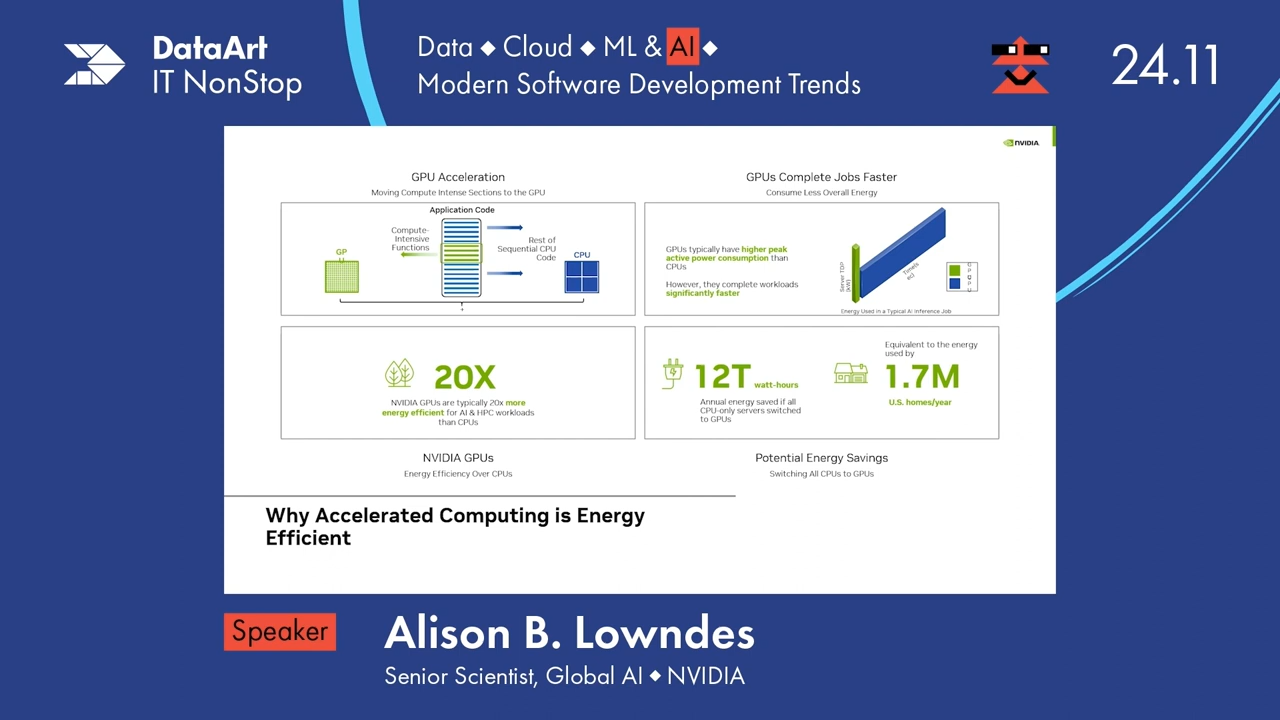 DataArt
IT NonStop
Data ◆ Cloud ◆ ML & AI ◆
Modern Software Development Trends
24.11
NVIDIA
GPU Acceleration
Moving Compute Intense Sections to the GPU
Application Code
Compute-
Intensive
Functions
Rest of
Sequential CPU
Code
GP
CPU
+
GPUs Complete Jobs Faster
Consume Less Overall Energy
GPUs typically have higher peak
active power consumption than
CPUs
However, they complete workloads
significantly faster
Server TDP
(kW)
Energy Used in a Typical AI Inference Job
20X
NVIDIA GPUs are typically 20x more
energy efficient for AI & HPC workloads
than CPUs
NVIDIA GPUs
Energy Efficiency Over CPUs
12T watt-hours
Annual energy saved if all
CPU-only servers switched
to GPUs
Equivalent to the energy
used by
1.7M
U.S. homes/year
Potential Energy Savings
Switching All CPUs to GPUs
Why Accelerated Computing is Energy
Efficient
Speaker
Alison B. Lowndes
Senior Scientist, Global AI ◆ NVIDIA